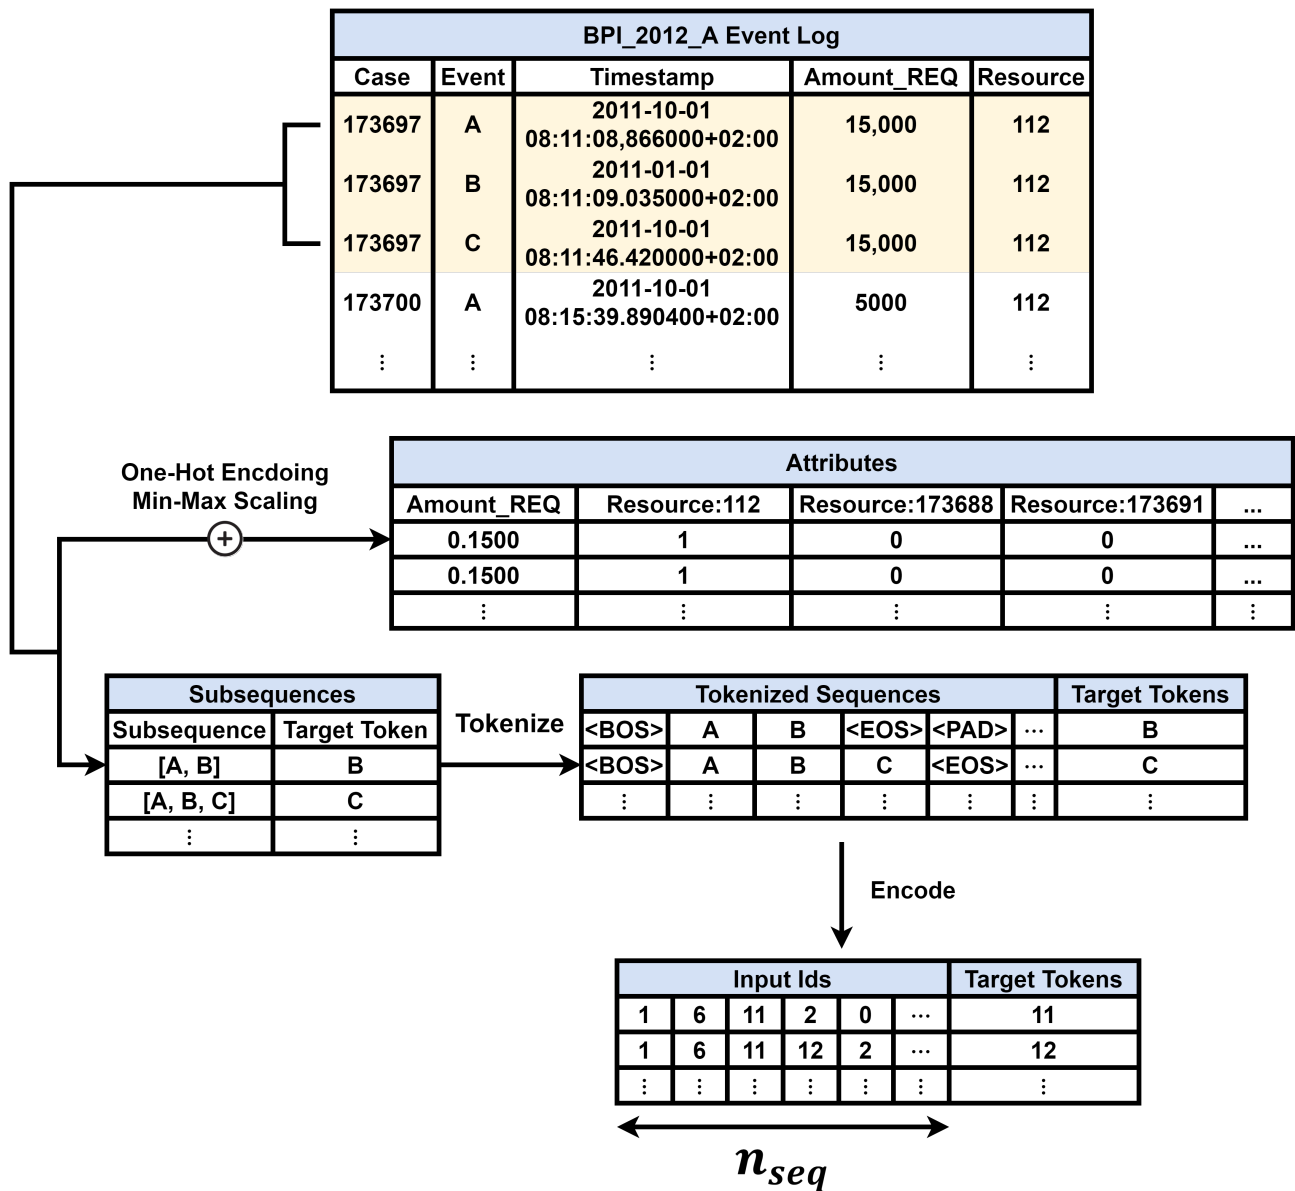 BPI_2012_A Event Log
Case Event Timestamp Amount_REQ Resource
173697 A 2011-10-01 08:11:08,866000+02:00 15,000 112
173697 B 2011-01-01 08:11:09.035000+02:00 15,000 112
173697 C 2011-10-01 08:11:46.420000+02:00 15,000 112
173700 A 2011-10-01 08:15:39.890400+02:00 5000 112
⋮ ⋮ ⋮ ⋮ ⋮
One-Hot Encdoing
Min-Max Scaling
+
Attributes
Amount_REQ Resource:112 Resource:173688 Resource:173691 ...
0.1500 1 0 0 ...
0.1500 1 0 0 ...
⋮ ⋮ ⋮ ⋮ ⋮
Subsequences
Subsequence Target Token
[A, B] B
[A, B, C] C
⋮ ⋮
Tokenize
Tokenized Sequences Target Tokens
<BOS> A B <EOS> <PAD> ... B
<BOS> A B C <EOS> ... C
⋮ ⋮ ⋮ ⋮ ⋮ ⋮ ⋮
Encode
Input Ids Target Tokens
1 6 11 2 0 ... 11
1 6 11 12 2 ... 12
⋮ ⋮ ⋮ ⋮ ⋮ ⋮ ⋮
n_seq